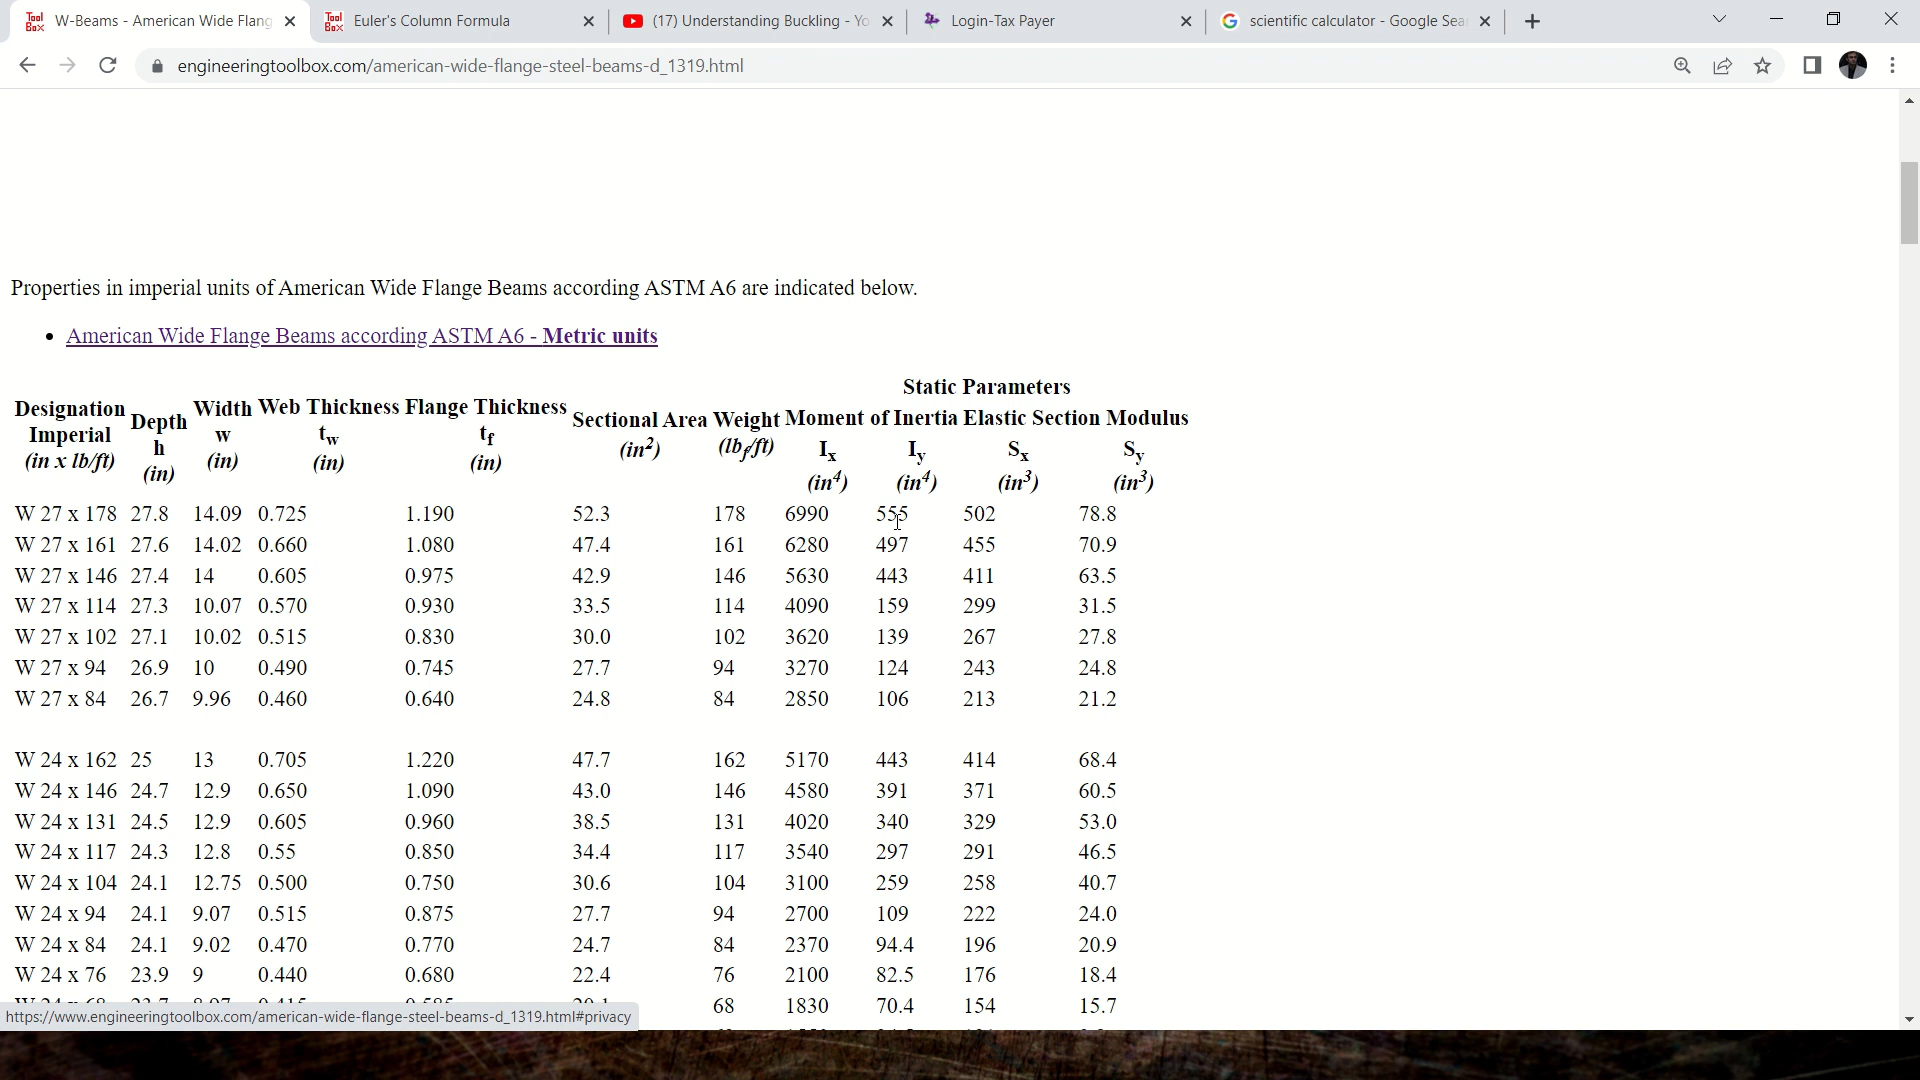 W-Beams - American Wide Flang
Euler's Column Formula
(17) Understanding Buckling - Yo
Login-Tax Payer
scientific calculator - Google Sea
engineeringtoolbox.com/american-wide-flange-steel-beams-d_1319.html
Properties in imperial units of American Wide Flange Beams according ASTM A6 are indicated below.
• American Wide Flange Beams according ASTM A6 - Metric units
Static Parameters
Designation Imperial (in x lb/ft) Depth h (in) Width w (in) Web Thickness tw (in) Flange Thickness tf (in) Sectional Area (in2) Weight (lbf/ft) Moment of Inertia Elastic Section Modulus
Ix (in4) Iy (in4) Sx (in3) Sy (in3)
W 27 x 178 27.8 14.09 0.725 1.190 52.3 178 6990 555 502 78.8
W 27 x 161 27.6 14.02 0.660 1.080 47.4 161 6280 497 455 70.9
W 27 x 146 27.4 14 0.605 0.975 42.9 146 5630 443 411 63.5
W 27 x 114 27.3 10.07 0.570 0.930 33.5 114 4090 159 299 31.5
W 27 x 102 27.1 10.02 0.515 0.830 30.0 102 3620 139 267 27.8
W 27 x 94 26.9 10 0.490 0.745 27.7 94 3270 124 243 24.8
W 27 x 84 26.7 9.96 0.460 0.640 24.8 84 2850 106 213 21.2
W 24 x 162 25 13 0.705 1.220 47.7 162 5170 443 414 68.4
W 24 x 146 24.7 12.9 0.650 1.090 43.0 146 4580 391 371 60.5
W 24 x 131 24.5 12.9 0.605 0.960 38.5 131 4020 340 329 53.0
W 24 x 117 24.3 12.8 0.55 0.850 34.4 117 3540 297 291 46.5
W 24 x 104 24.1 12.75 0.500 0.750 30.6 104 3100 259 258 40.7
W 24 x 94 24.1 9.07 0.515 0.875 27.7 94 2700 109 222 24.0
W 24 x 84 24.1 9.02 0.470 0.770 24.7 84 2370 94.4 196 20.9
W 24 x 76 23.9 9 0.440 0.680 22.4 76 2100 82.5 176 18.4
68 1830 70.4 154 15.7
https://www.engineeringtoolbox.com/american-wide-flange-steel-beams-d_1319.html#privacy